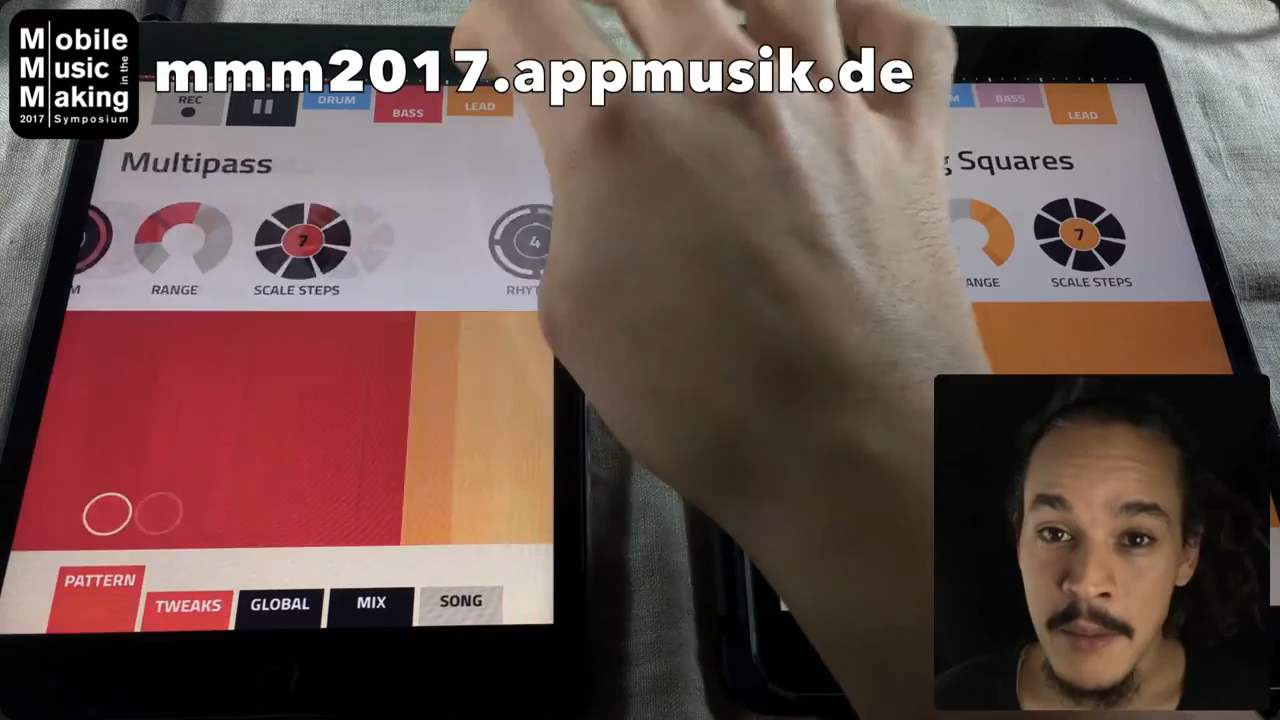 Mobile
Music
Making
in the
2017 Symposium
mmm2017.appmusik.de
REC
DRUM
BASS
LEAD
BASS
LEAD
Multipass
Squares
RANGE
7
SCALE STEPS
4
7
SCALE STEPS
PATTERN
TWEAKS
GLOBAL
MIX
SONG